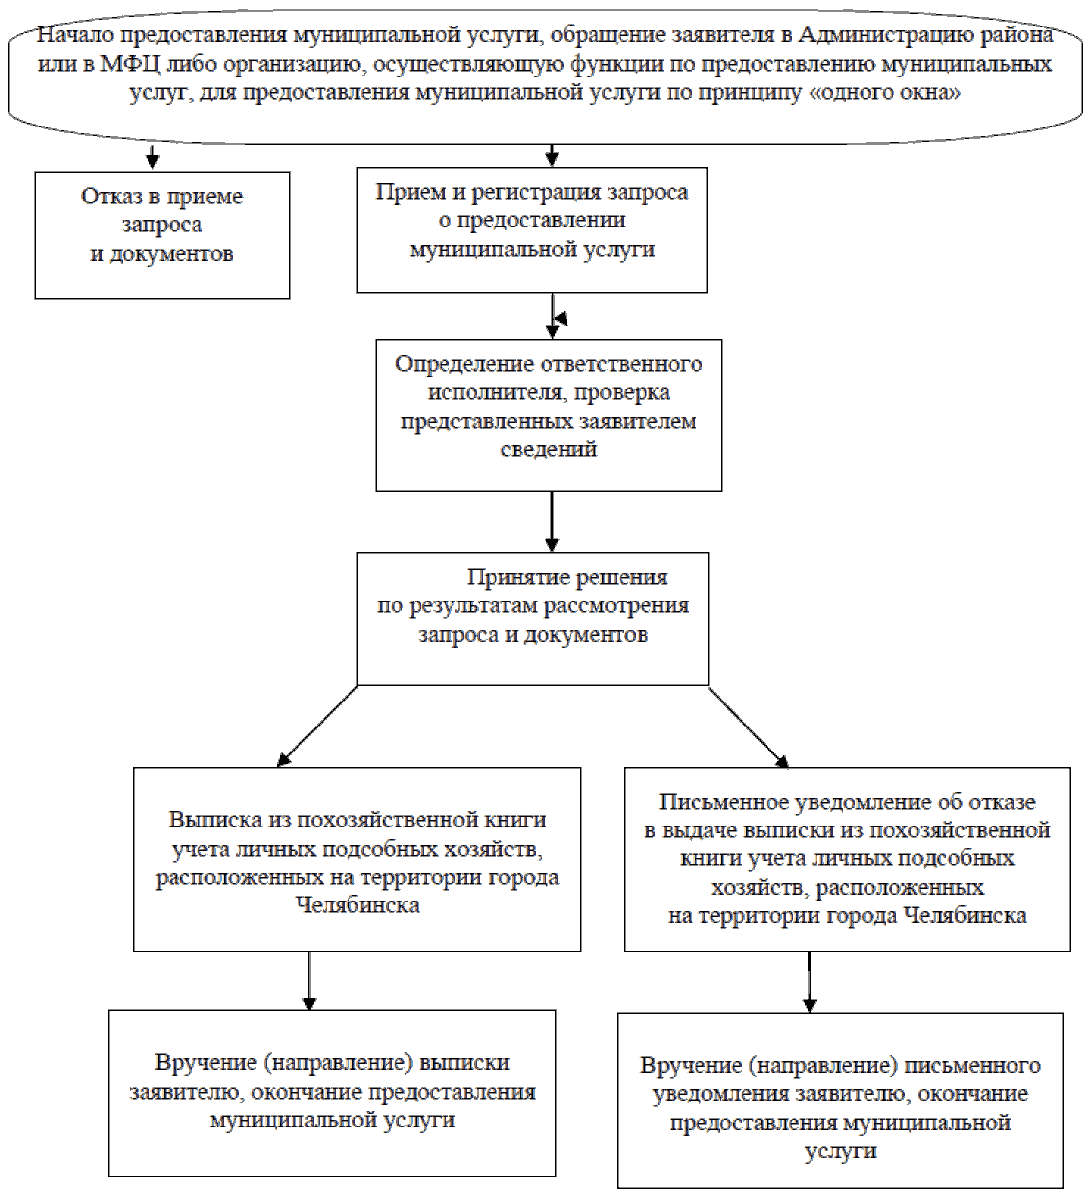 Начало предоставления муниципальной услуги, обращение заявителя в Администрацию района
или в МФЦ либо организацию, осуществляющую функции по предоставлению муниципальных
услуг, для предоставления муниципальной услуги по принципу «одного окна»
Отказ в приеме
запроса
и документов
Прием и регистрация запроса
о предоставлении
муниципальной услуги
Определение ответственного
исполнителя, проверка
представленных заявителем
сведений
Принятие решения
по результатам рассмотрения
запроса и документов
Выписка из похозяйственной книги
учета личных подсобных хозяйств,
расположенных на территории города
Челябинска
Письменное уведомление об отказе
в выдаче выписки из похозяйственной
книги учета личных подсобных
хозяйств, расположенных
на территории города Челябинска
Вручение (направление) выписки
заявителю, окончание предоставления
муниципальной услуги
Вручение (направление) письменного
уведомления заявителю, окончание
предоставления муниципальной
услуги